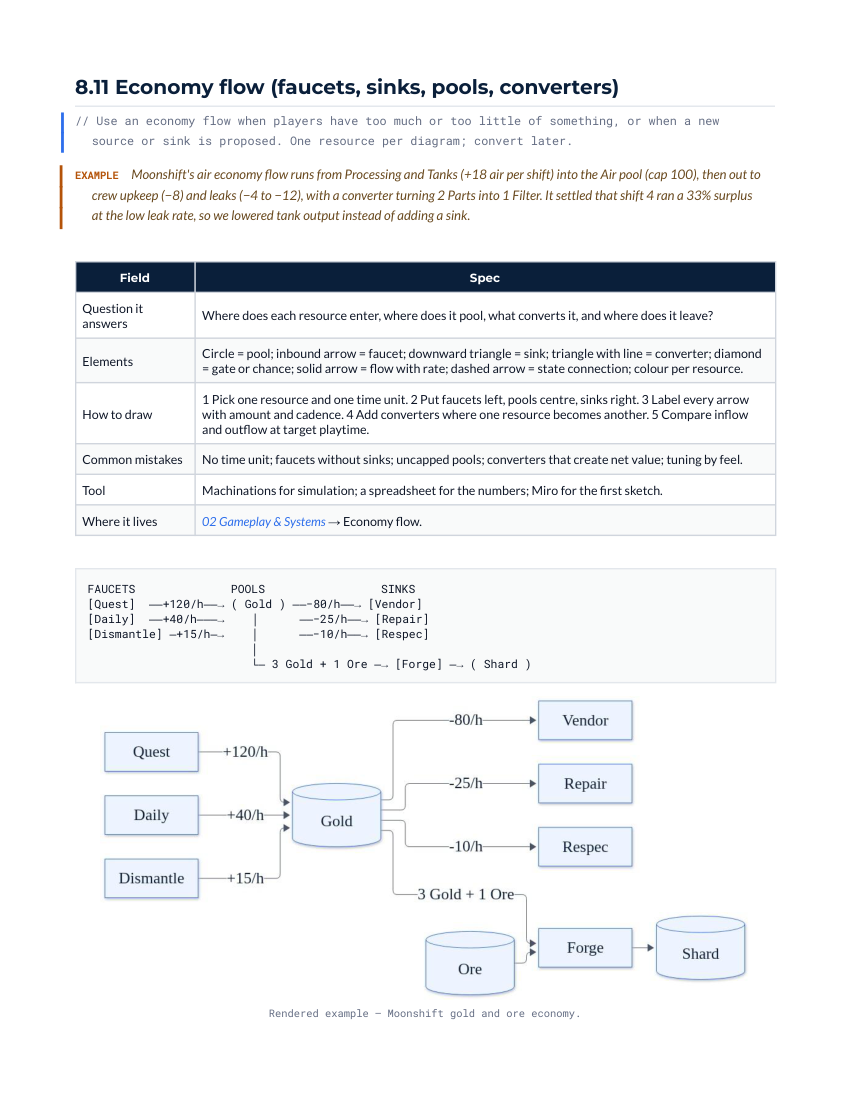 8.11 Economy flow (faucets, sinks, pools, converters)
// Use an economy flow when players have too much or too little of something, or when a new
source or sink is proposed. One resource per diagram; convert later.
EXAMPLE Moonshift's air economy flow runs from Processing and Tanks (+18 air per shift) into the Air pool (cap 100), then out to
crew upkeep (−8) and leaks (−4 to −12), with a converter turning 2 Parts into 1 Filter. It settled that shift 4 ran a 33% surplus
at the low leak rate, so we lowered tank output instead of adding a sink.
Field Spec
Question it
answers
Where does each resource enter, where does it pool, what converts it, and where does it leave?
Elements
Circle = pool; inbound arrow = faucet; downward triangle = sink; triangle with line = converter; diamond
= gate or chance; solid arrow = flow with rate; dashed arrow = state connection; colour per resource.
How to draw
1 Pick one resource and one time unit. 2 Put faucets left, pools centre, sinks right. 3 Label every arrow
with amount and cadence. 4 Add converters where one resource becomes another. 5 Compare inflow
and outflow at target playtime.
Common mistakes No time unit; faucets without sinks; uncapped pools; converters that create net value; tuning by feel.
Tool Machinations for simulation; a spreadsheet for the numbers; Miro for the first sketch.
Where it lives 02 Gameplay & Systems → Economy flow.
FAUCETS              POOLS                 SINKS
[Quest]  ──+120/h──→ ( Gold ) ──−80/h──→ [Vendor]
[Daily]  ──+40/h───→    │      ──−25/h──→ [Repair]
[Dismantle] ─+15/h─→    │      ──−10/h──→ [Respec]
│
└─ 3 Gold + 1 Ore ─→ [Forge] ─→ ( Shard )
-80/h Vendor
Quest +120/h
-25/h Repair
Daily +40/h Gold
-10/h Respec
Dismantle +15/h
3 Gold + 1 Ore
Ore Forge Shard
Rendered example — Moonshift gold and ore economy.